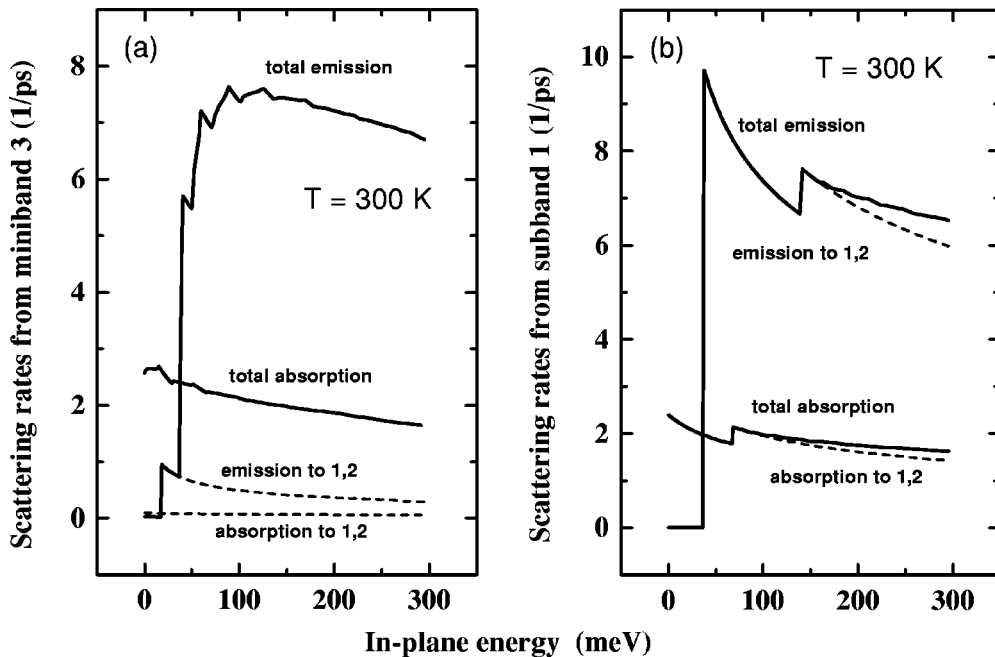 Scattering rates from miniband 3 (1/ps)
(a)
total emission
T = 300 K
total absorption
emission to 1,2
absorption to 1,2
8
6
4
2
0
0 100 200 300
Scattering rates from subband 1 (1/ps)
(b)
T = 300 K
total emission
emission to 1,2
total absorption
absorption to 1,2
10
8
6
4
2
0
0 100 200 300
In-plane energy (meV)